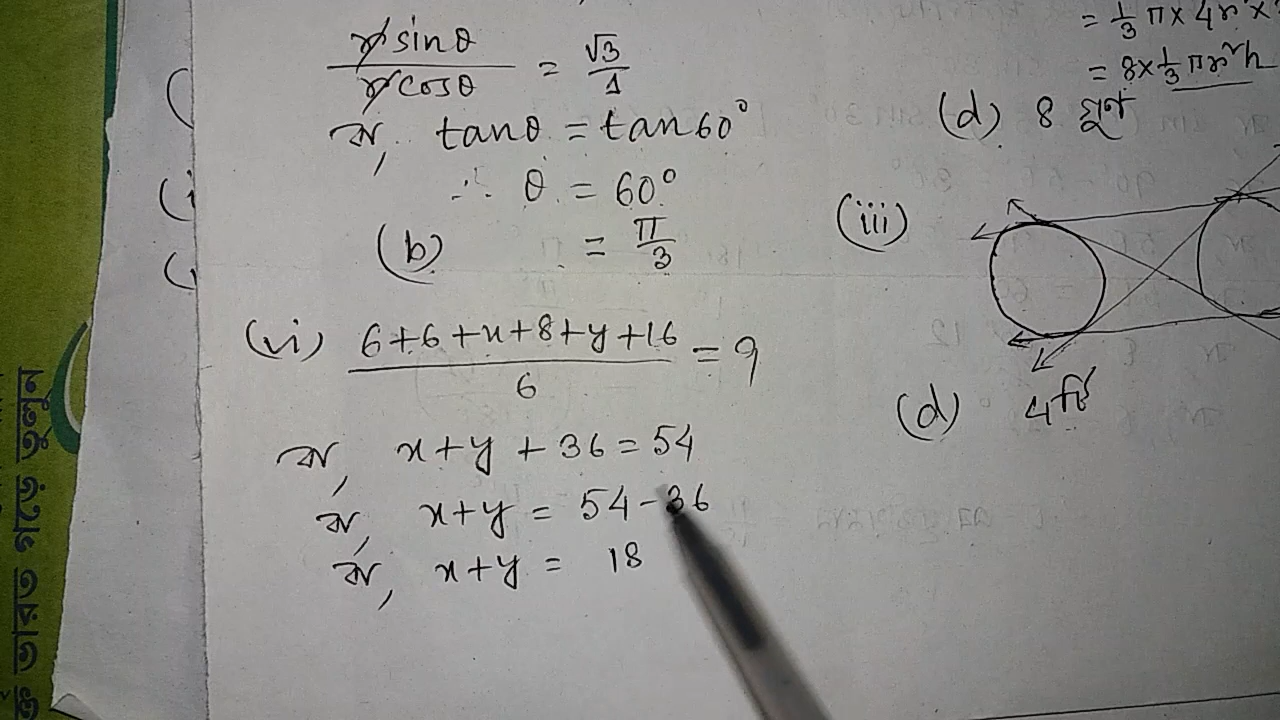 r sinθ / r cosθ = √3/1
বা, tanθ = tan60°
∴ θ = 60°
(b) = π/3
(vi) (6+6+x+8+y+16)/6 = 9
বা, x+y+36=54
বা, x+y = 54-36
বা, x+y = 18
= 1/3 π×4r²×
= 8×1/3 πr²h
(d) 8 গুণ
(iii)
(d) 4টি